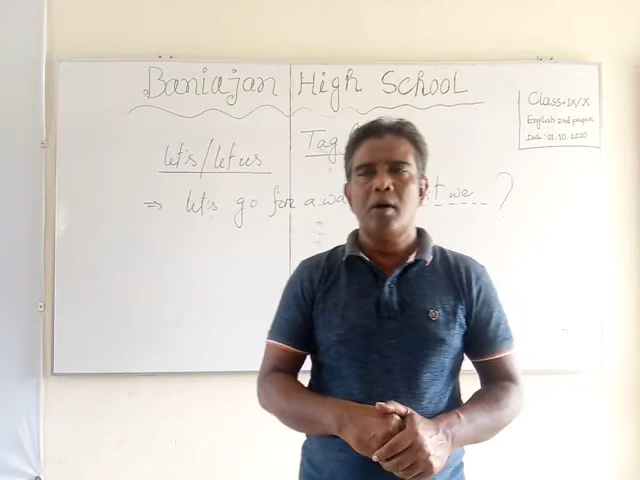 Baniajan High School
Class-IX/X
English 2nd paper
Date: 01.10.2020
Tag
let's/let us
⇒ let's go for a wa t we ?